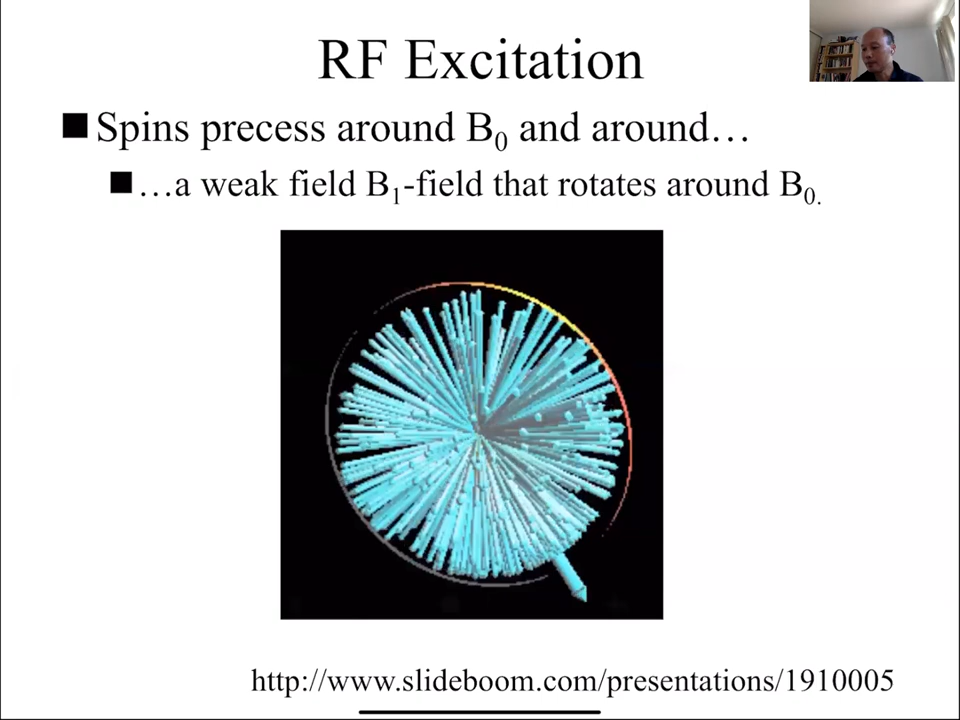 RF Excitation
Spins precess around B₀ and around…
…a weak field B₁-field that rotates around B₀.
http://www.slideboom.com/presentations/1910005